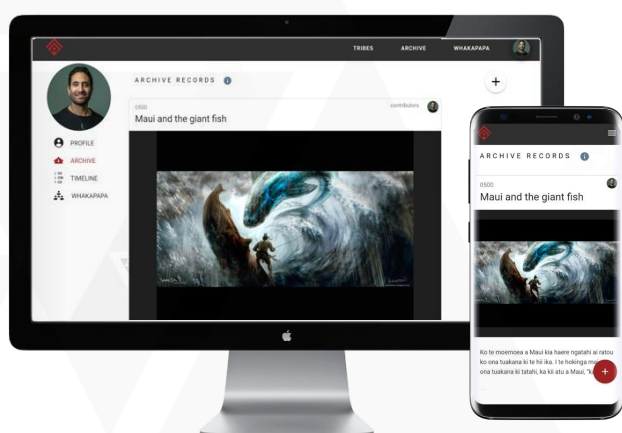 TRIBES ARCHIVE WHAKAPAPA
ARCHIVE RECORDS
0500
contributors
Maui and the giant fish
PROFILE
ARCHIVE
TIMELINE
WHAKAPAPA
+
ARCHIVE RECORDS
0500
Maui and the giant fish
Ko te moemoea a Maui kia haere ngatahi ai ratou
ko ona tuakana ki te hii ika. I te hokinga
ona tuakana ki tatahi, ka kii atu a Maui,
+